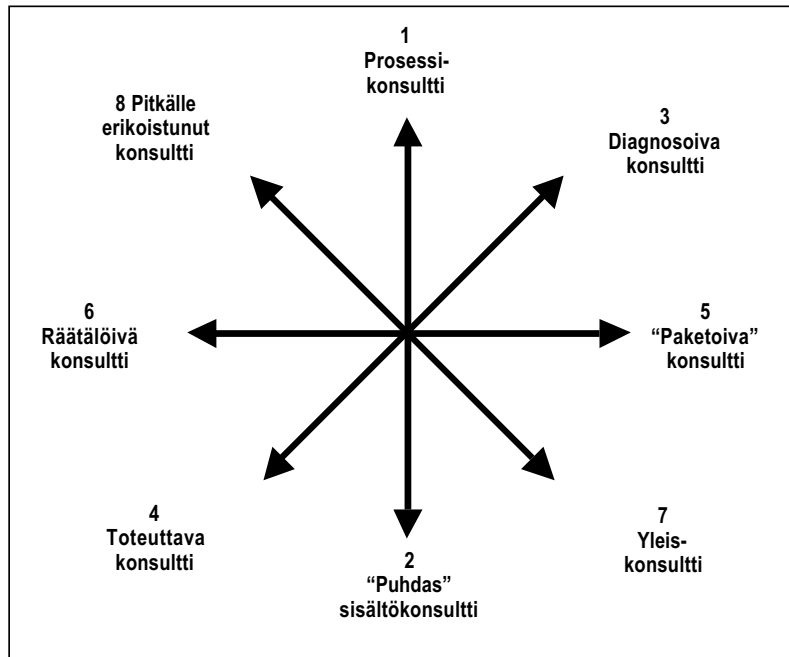 1
Prosessi-
konsultti
8 Pitkälle
erikoistunut
konsultti
3
Diagnosoiva
konsultti
6
Räätälöivä
konsultti
5
“Paketoiva”
konsultti
4
Toteuttava
konsultti
7
Yleis-
konsultti
2
“Puhdas”
sisältökonsultti